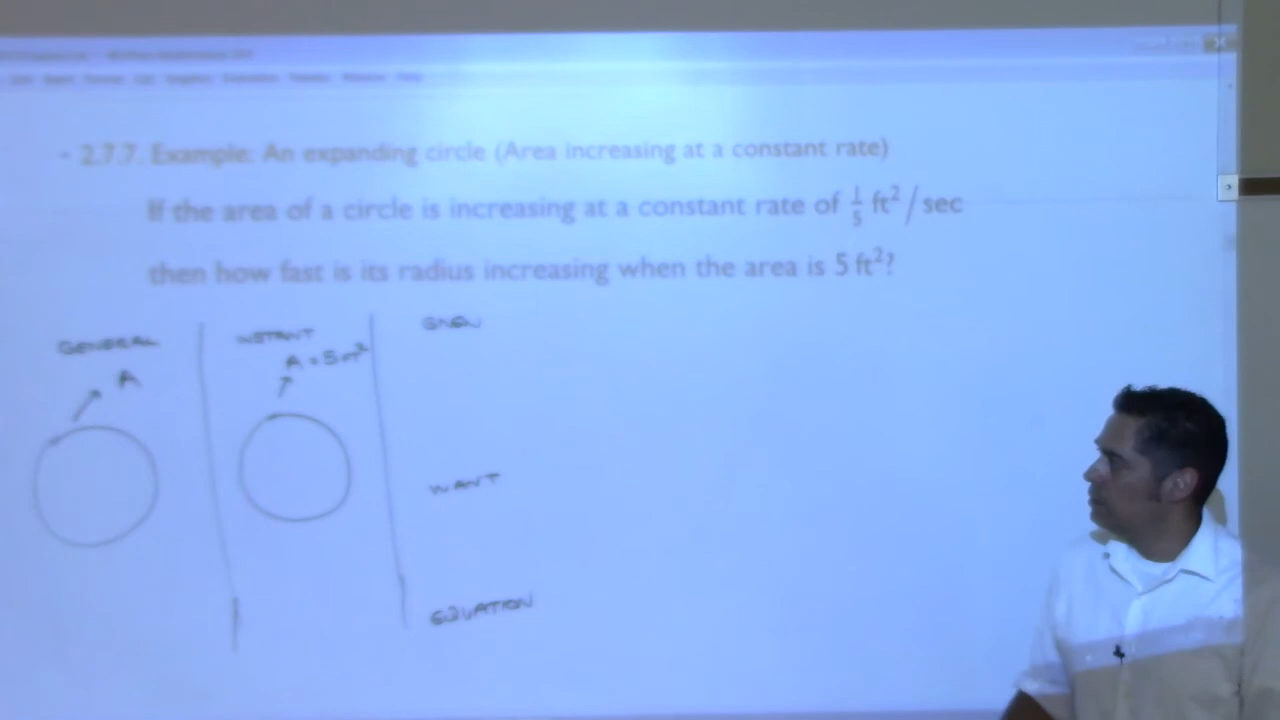 - 2.7.7. Example: An expanding circle (Area increasing at a constant rate)
If the area of a circle is increasing at a constant rate of 1/5 ft²/sec
then how fast is its radius increasing when the area is 5 ft²?
GENERAL
INSTANT
GIVEN
A
A = 5 m²
WANT
EQUATION